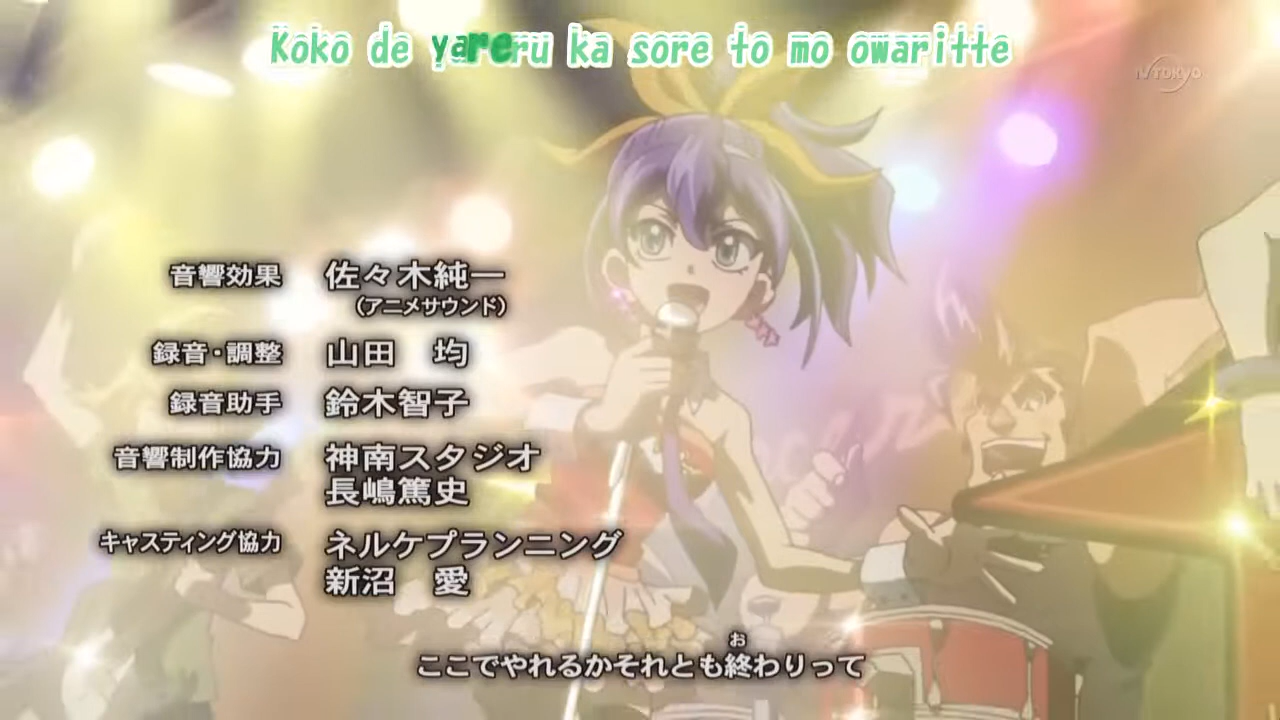 Koko de yareru ka sore to mo owaritte
TV TOKYO
音響効果 佐々木純一
(アニメサウンド)
録音・調整 山田 均
録音助手 鈴木智子
音響制作協力 神南スタジオ
長嶋篤史
キャスティング協力 ネルケプランニング
新沼 愛
お
ここでやれるかそれとも終わりって